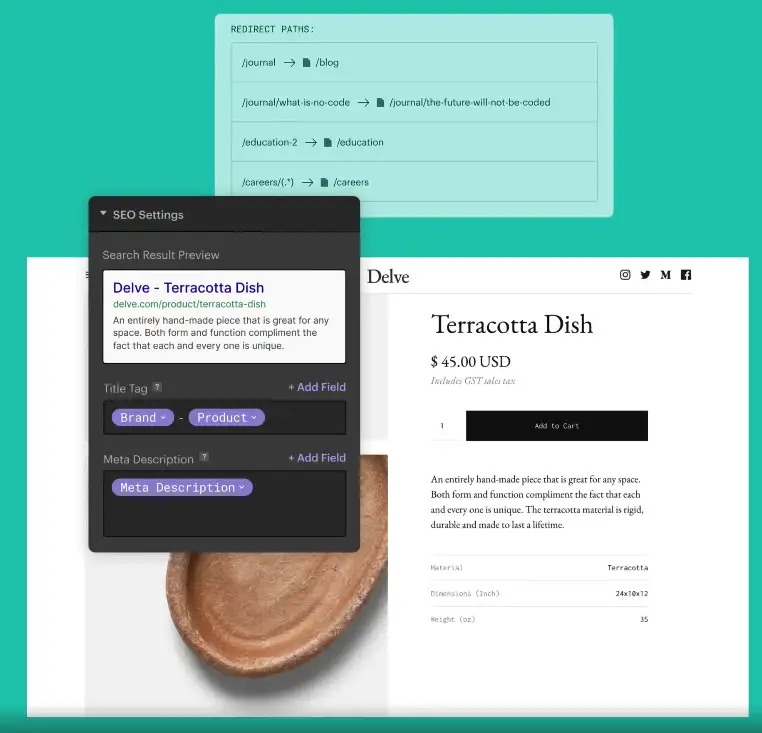 REDIRECT PATHS:
/journal → /blog
/journal/what-is-no-code → /journal/the-future-will-not-be-coded
/education-2 → /education
/careers/(.*) → /careers
SEO Settings
Search Result Preview
Delve - Terracotta Dish
delve.com/product/terracotta-dish
An entirely hand-made piece that is great for any
space. Both form and function compliment the
fact that each and every one is unique.
Title Tag ? + Add Field
Brand - Product
Meta Description ? + Add Field
Meta Description
Delve
Terracotta Dish
$ 45.00 USD
Includes GST sales tax
1 Add to Cart
An entirely hand-made piece that is great for any space.
Both form and function compliment the fact that each
and every one is unique. The terracotta material is rigid,
durable and made to last a lifetime.
Material Terracotta
Dimensions (Inch) 24x10x12
Weight (oz) 35